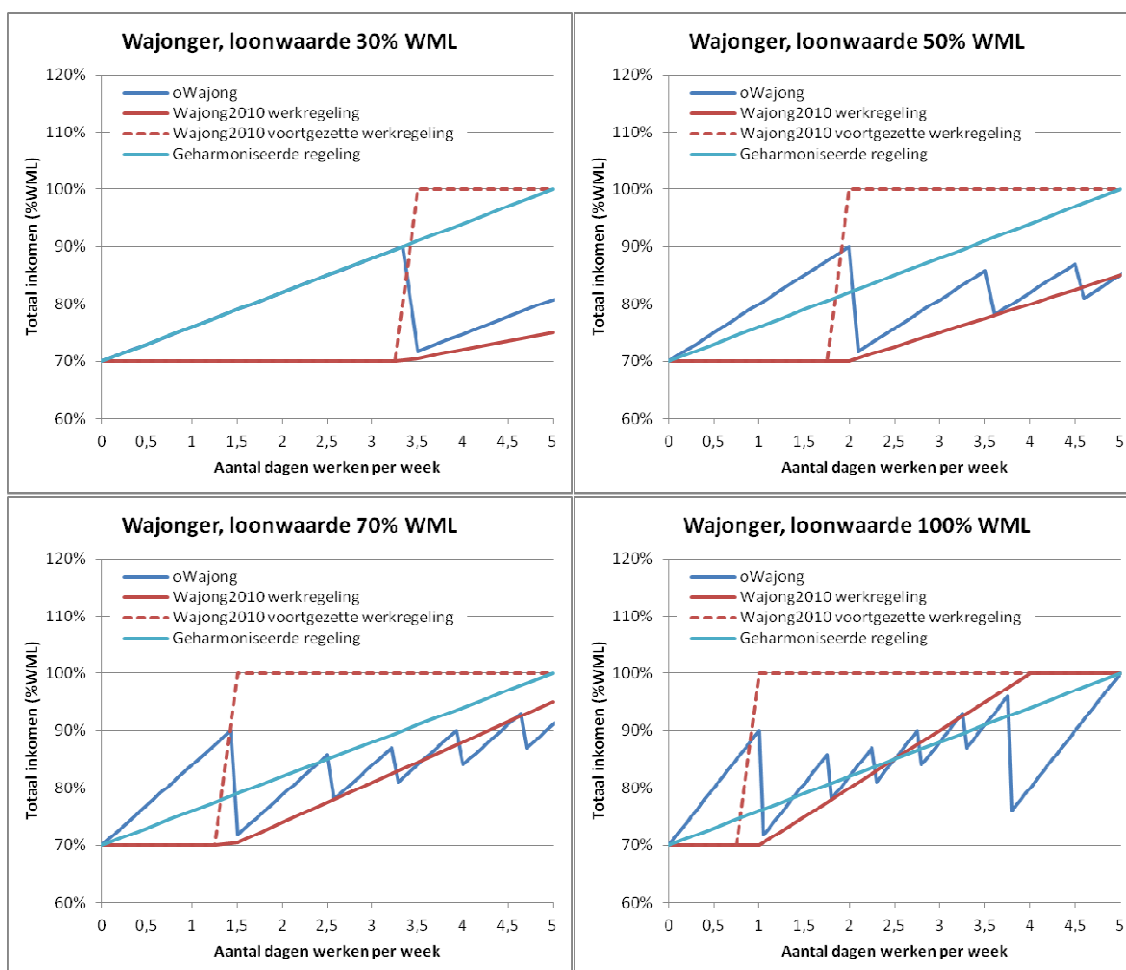 Wajonger, loonwaarde 30% WML
120%
110%
100%
90%
80%
70%
60%
Totaal inkomen (%WML)
oWajong
Wajong2010 werkregeling
Wajong2010 voortgezette werkregeling
Geharmoniseerde regeling
0 0,5 1 1,5 2 2,5 3 3,5 4 4,5 5
Aantal dagen werken per week
Wajonger, loonwaarde 50% WML
120%
110%
100%
90%
80%
70%
60%
Totaal inkomen (%WML)
oWajong
Wajong2010 werkregeling
Wajong2010 voortgezette werkregeling
Geharmoniseerde regeling
0 0,5 1 1,5 2 2,5 3 3,5 4 4,5 5
Aantal dagen werken per week
Wajonger, loonwaarde 70% WML
120%
110%
100%
90%
80%
70%
60%
Totaal inkomen (%WML)
oWajong
Wajong2010 werkregeling
Wajong2010 voortgezette werkregeling
Geharmoniseerde regeling
0 0,5 1 1,5 2 2,5 3 3,5 4 4,5 5
Aantal dagen werken per week
Wajonger, loonwaarde 100% WML
120%
110%
100%
90%
80%
70%
60%
Totaal inkomen (%WML)
oWajong
Wajong2010 werkregeling
Wajong2010 voortgezette werkregeling
Geharmoniseerde regeling
0 0,5 1 1,5 2 2,5 3 3,5 4 4,5 5
Aantal dagen werken per week